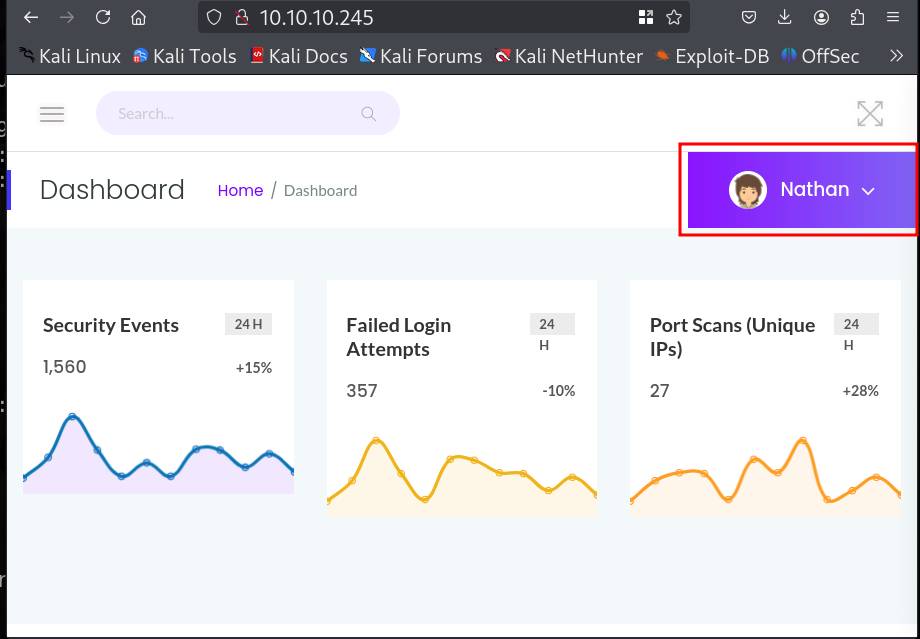 10.10.10.245
Kali Linux Kali Tools Kali Docs Kali Forums Kali NetHunter Exploit-DB OffSec
Search...
Dashboard Home / Dashboard Nathan
Security Events 24 H
1,560 +15%
Failed Login Attempts 24 H
357 -10%
Port Scans (Unique IPs) 24 H
27 +28%